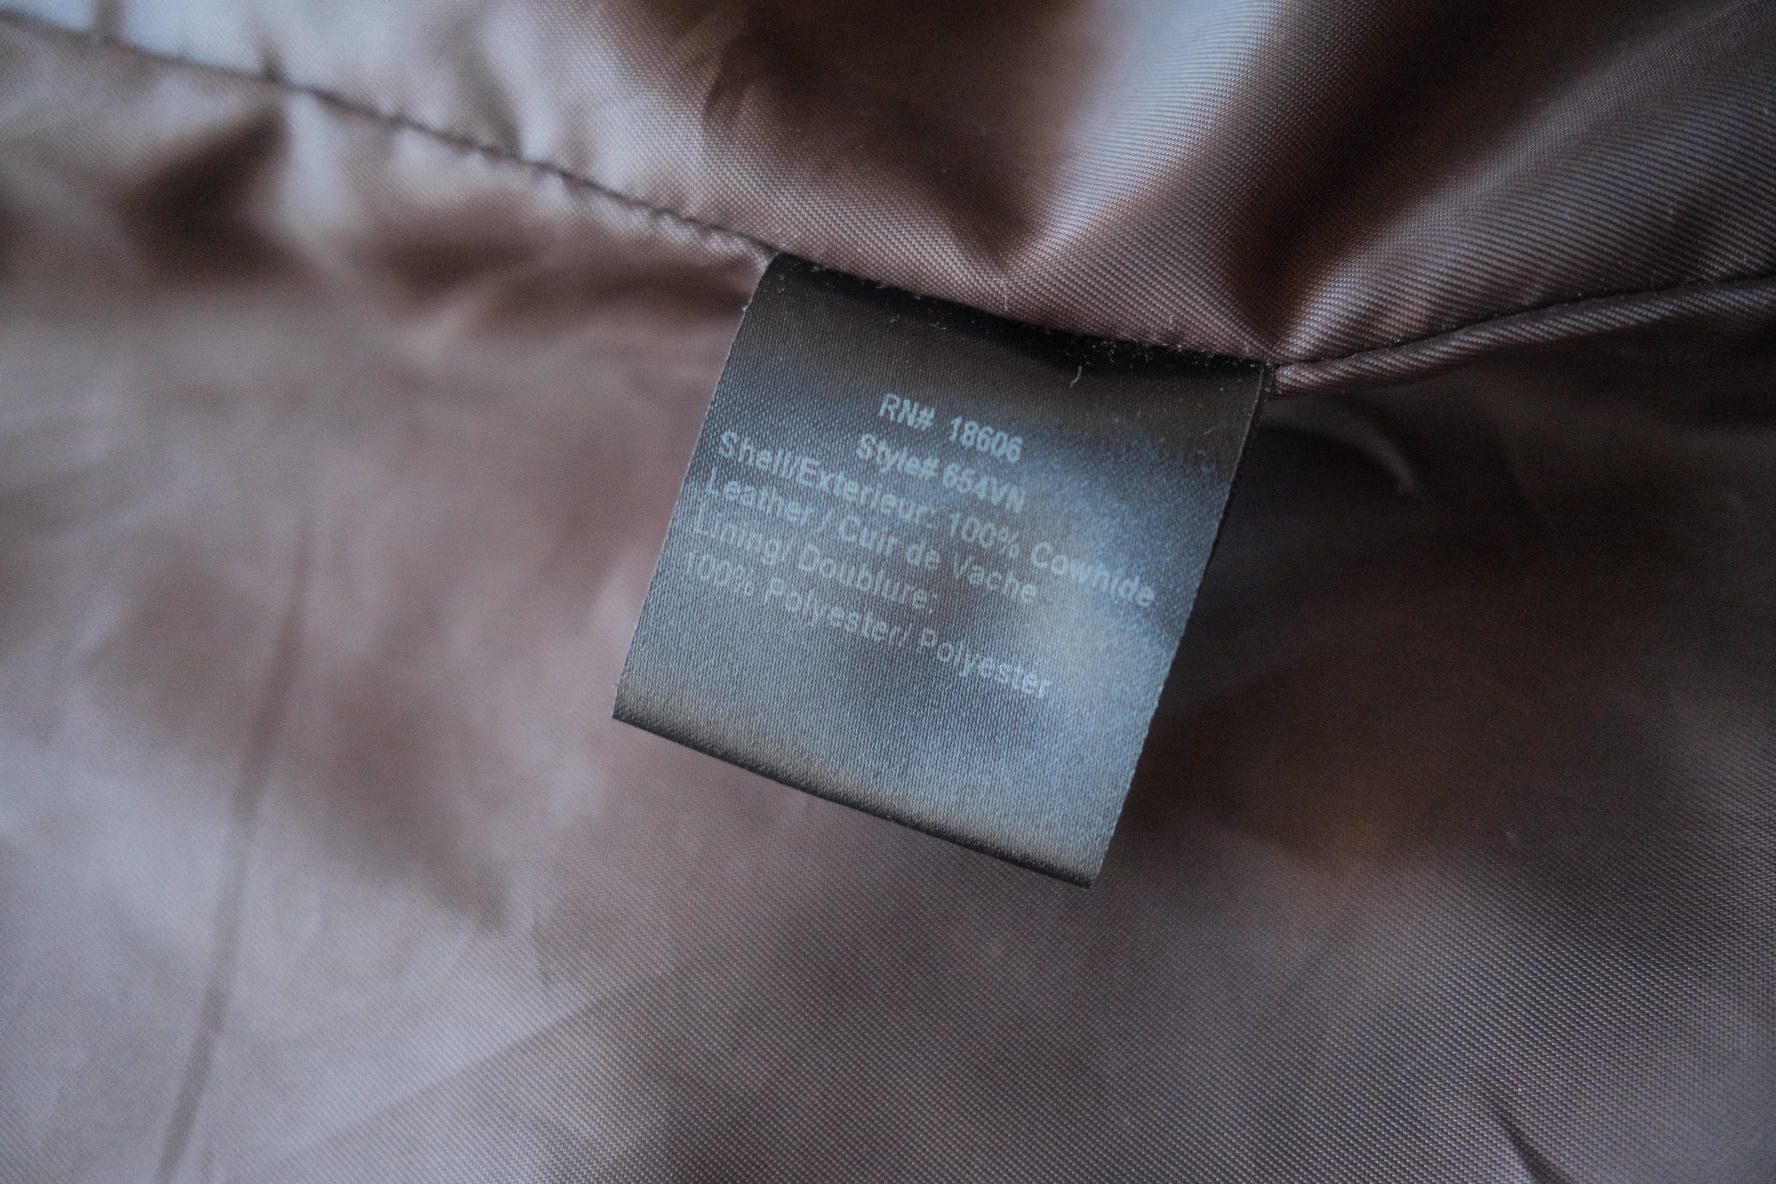 RN# 18606
Style# 654VN
Shell/Exterieur: 100% Cowhide
Leather / Cuir de Vache
Lining/ Doublure:
100% Polyester/ Polyester